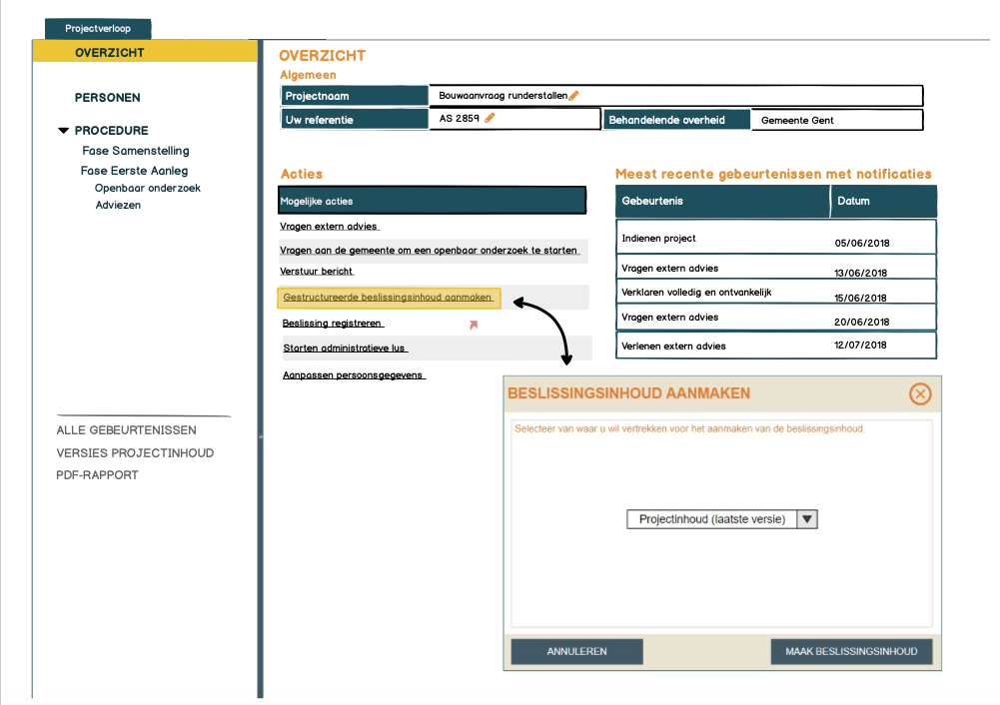 Projectverloop
OVERZICHT
PERSONEN
PROCEDURE
Fase Samenstelling
Fase Eerste Aanleg
Openbaar onderzoek
Adviezen
ALLE GEBEURTENISSEN
VERSIES PROJECTINHOUD
PDF-RAPPORT
OVERZICHT
Algemeen
Projectnaam Bouwaanvraag runderstallen
Uw referentie AS 2859 Behandelende overheid Gemeente Gent
Acties
Mogelijke acties
Vragen extern advies
Vragen aan de gemeente om een openbaar onderzoek te starten
Verstuur bericht
Gestructureerde beslissingsinhoud aanmaken
Beslissing registreren
Starten administratieve lus
Aanpassen persoonsgegevens
Meest recente gebeurtenissen met notificaties
Gebeurtenis Datum
Indienen project 05/06/2018
Vragen extern advies 13/06/2018
Verklaren volledig en ontvankelijk 15/06/2018
Vragen extern advies 20/06/2018
Verlenen extern advies 12/07/2018
BESLISSINGSINHOUD AANMAKEN
Selecteer van waar u wil vertrekken voor het aanmaken van de beslissingsinhoud.
Projectinhoud (laatste versie)
ANNULEREN MAAK BESLISSINGSINHOUD